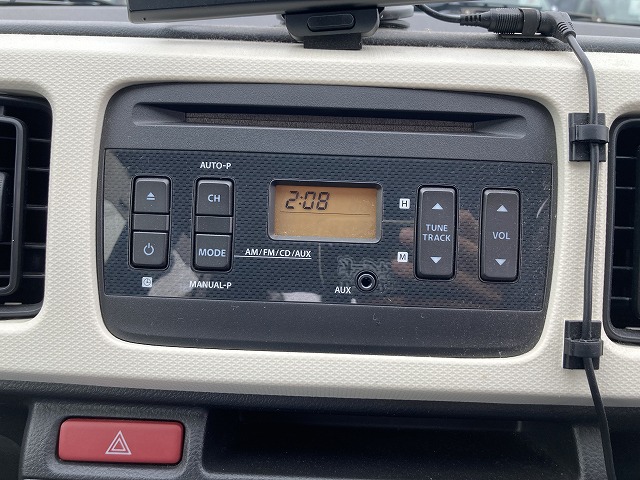 AUTO-P
CH
MODE
MANUAL-P
2:08
AM/FM/CD/AUX
AUX
H
M
TUNE
TRACK
VOL